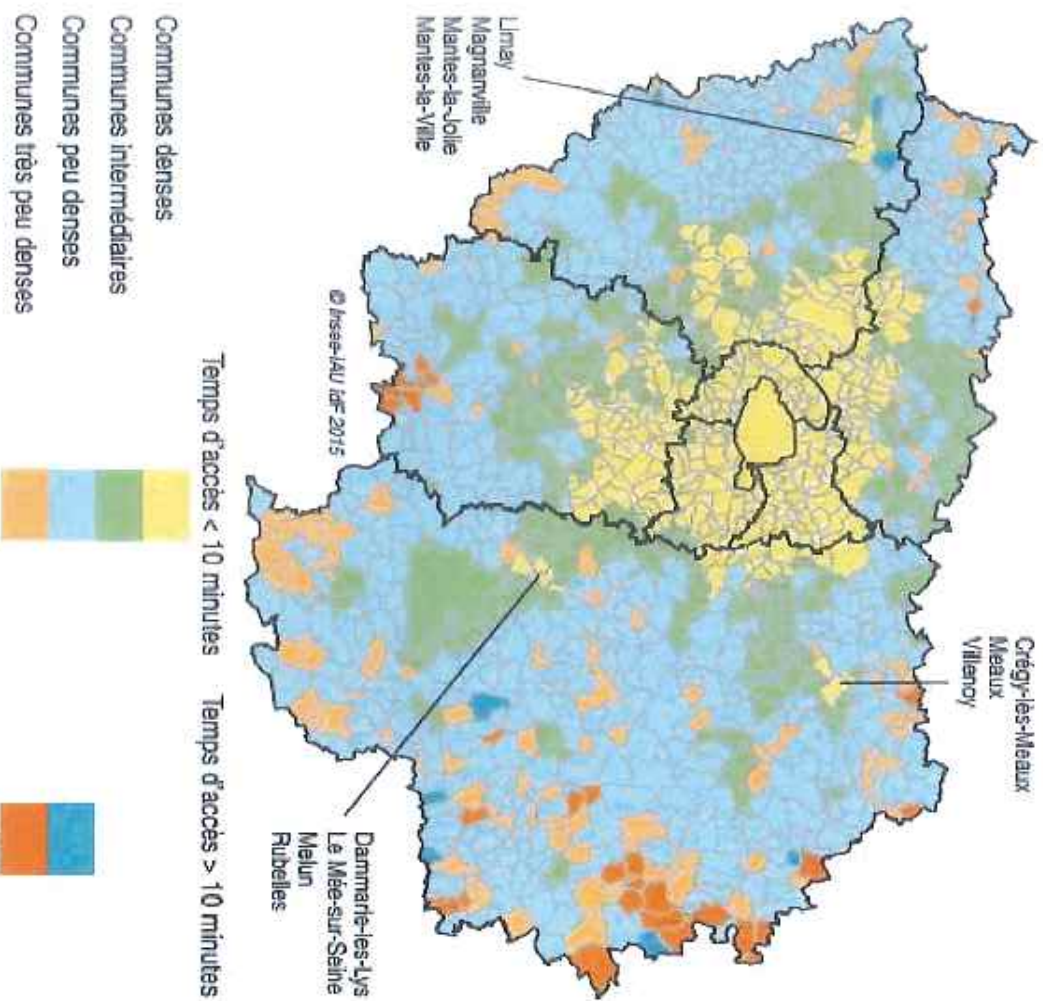 Crégy-lès-Meaux
Meaux
Villenoy
Limay
Magnanville
Mantes-la-Jolie
Mantes-la-Ville
Dammarie-les-Lys
Le Mée-sur-Seine
Melun
Rubelles
© Insee-IAU IdF 2015
Temps d'accès < 10 minutes
Temps d'accès > 10 minutes
Communes denses
Communes intermédiaires
Communes peu denses
Communes très peu denses